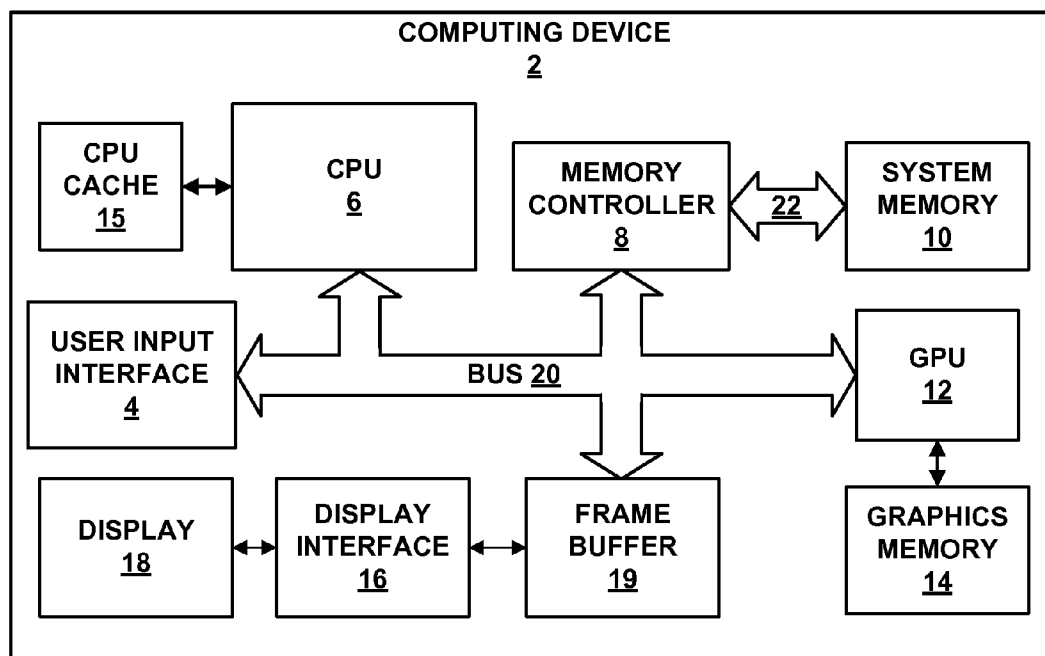 COMPUTING DEVICE
2
CPU
CACHE
15
CPU
6
MEMORY
CONTROLLER
8
22
SYSTEM
MEMORY
10
USER INPUT
INTERFACE
4
BUS 20
GPU
12
DISPLAY
18
DISPLAY
INTERFACE
16
FRAME
BUFFER
19
GRAPHICS
MEMORY
14